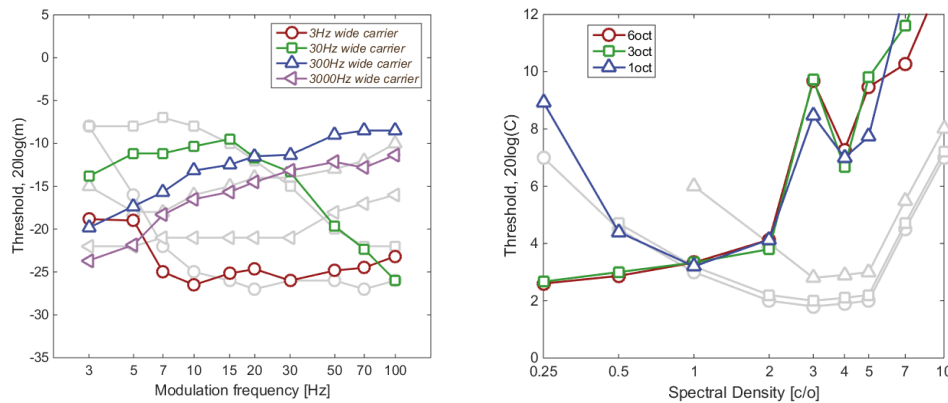 5
0
-5
-10
-15
-20
-25
-30
-35
Threshold, 20log(m)
3Hz wide carrier
30Hz wide carrier
300Hz wide carrier
3000Hz wide carrier
3 5 7 10 15 20 30 50 70 100
Modulation frequency [Hz]
12
10
8
6
4
2
0
Threshold, 20log(C)
6oct
3oct
1oct
0.25 0.5 1 2 3 4 5 7 10
Spectral Density [c/o]